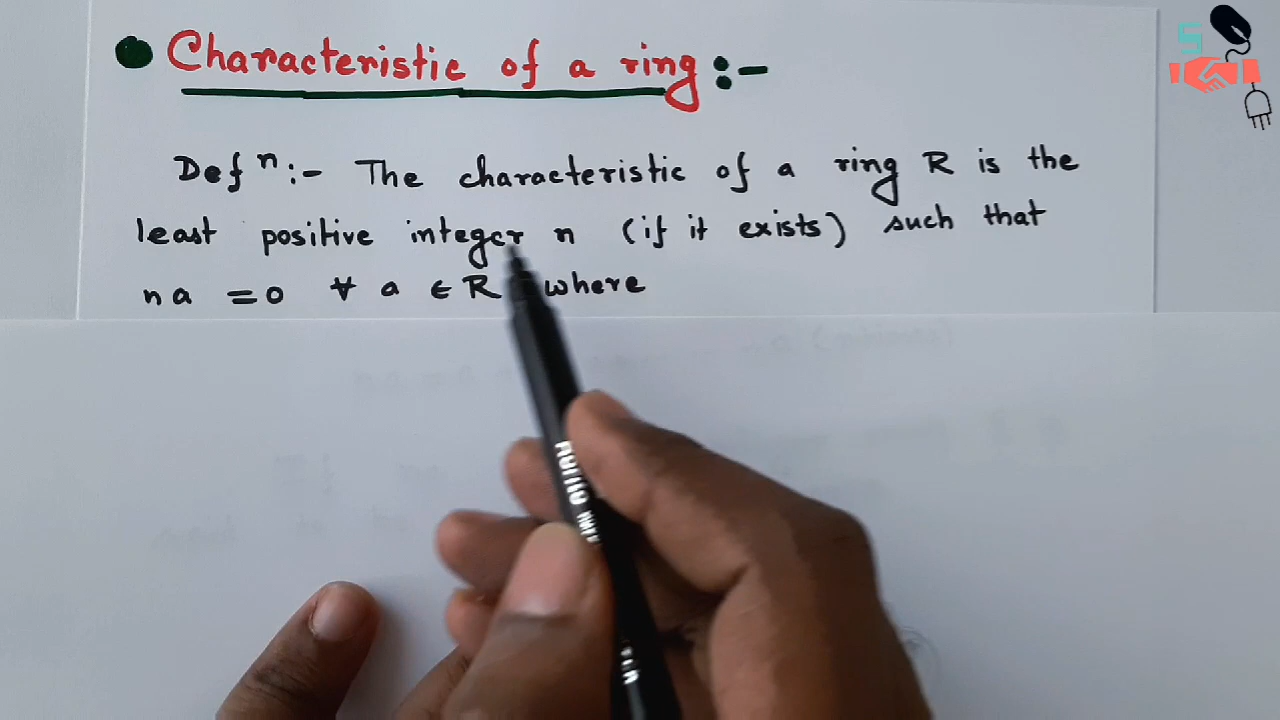 Characteristic of a ring :-
Defⁿ :- The characteristic of a ring R is the
least positive integer n (if it exists) such that
na = 0 ∀ a ∈ R where
S